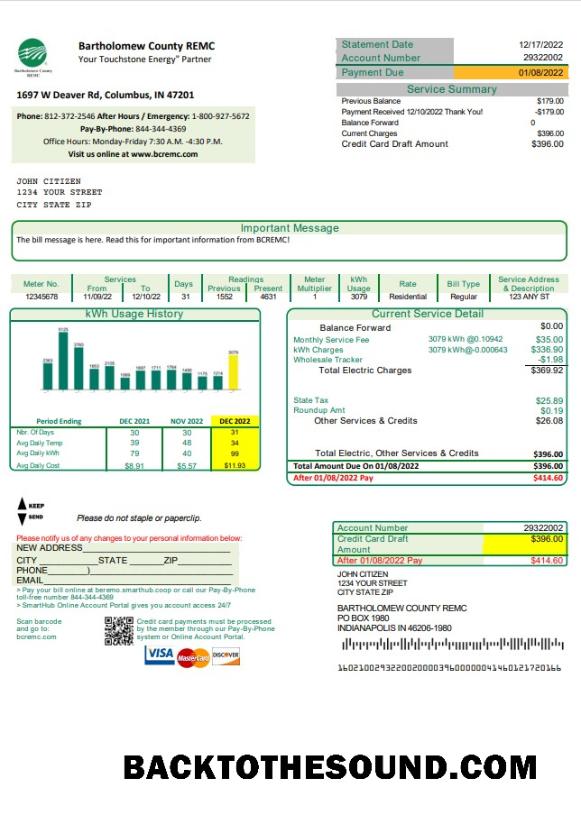 Bartholomew County REMC
Your Touchstone Energy® Partner
Bartholomew County
REMC
1697 W Deaver Rd, Columbus, IN 47201
Phone: 812-372-2546 After Hours / Emergency: 1-800-927-5672
Pay-By-Phone: 844-344-4369
Office Hours: Monday-Friday 7:30 A.M. -4:30 P.M.
Visit us online at www.bcremc.com
Statement Date 12/17/2022
Account Number 29322002
Payment Due 01/08/2022
Service Summary
Previous Balance $179.00
Payment Received 12/10/2022 Thank You! -$179.00
Balance Forward 0
Current Charges $396.00
Credit Card Draft Amount $396.00
JOHN CITIZEN
1234 YOUR STREET
CITY STATE ZIP
Important Message
The bill message is here. Read this for important information from BCREMC!
Meter No. Services From To Days Readings Previous Present Meter Multiplier kWh Usage Rate Bill Type Service Address & Description
12345678 11/09/22 12/10/22 31 1552 4631 1 3079 Residential Regular 123 ANY ST
kWh Usage History
Period Ending DEC 2021 NOV 2022 DEC 2022
Nbr. Of Days 30 30 31
Avg Daily Temp 39 48 34
Avg Daily kWh 79 40 99
Avg Daily Cost $8.91 $5.57 $11.93
Current Service Detail
Balance Forward $0.00
Monthly Service Fee 3079 kWh @0.10942 $35.00
kWh Charges 3079 kWh@-0.000643 $336.90
Wholesale Tracker -$1.98
Total Electric Charges $369.92
State Tax $25.89
Roundup Amt $0.19
Other Services & Credits $26.08
Total Electric, Other Services & Credits $396.00
Total Amount Due On 01/08/2022 $396.00
After 01/08/2022 Pay $414.60
KEEP
SEND
Please do not staple or paperclip.
Please notify us of any changes to your personal information below:
NEW ADDRESS
CITY STATE ZIP
PHONE )
EMAIL
> Pay your bill online at beremo.smarthub.coop or call our Pay-By-Phone
toll-free number 844-344-4369
> SmartHub Online Account Portal gives you account access 24/7
Scan barcode
and go to:
bcremc.com
Credit card payments must be processed
by the member through our Pay-By-Phone
system or Online Account Portal.
VISA MasterCard DISCOVER
Account Number 29322002
Credit Card Draft Amount $396.00
After 01/08/2022 Pay $414.60
JOHN CITIZEN
1234 YOUR STREET
CITY STATE ZIP
BARTHOLOMEW COUNTY REMC
PO BOX 1980
INDIANAPOLIS IN 46206-1980
BACKTOTHESOUND.COM